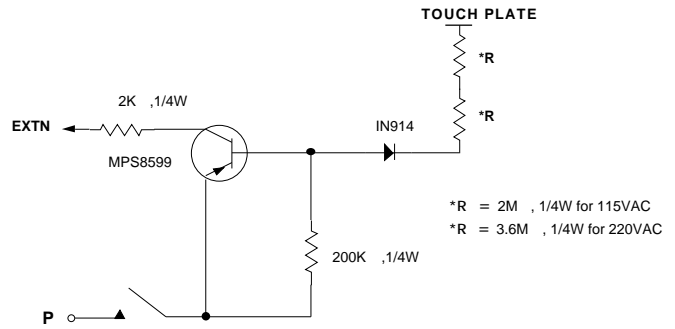 TOUCH PLATE
*R
2K ,1/4W
*R
EXTN
IN914
MPS8599
*R = 2M , 1/4W for 115VAC
*R = 3.6M , 1/4W for 220VAC
200K ,1/4W
P